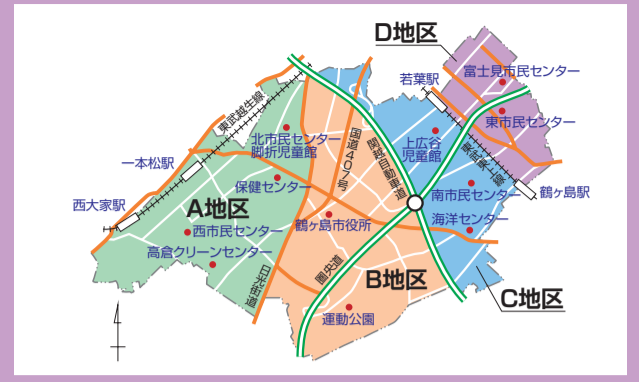 D地区
富士見市民センター
若葉駅
東武越生線
東市民センター
北市民センター
脚折児童館
国道407号
関越自動車道
上広谷
児童館
東武東上線
一本松駅
保健センター
南市民センター
鶴ヶ島駅
西大家駅
A地区
鶴ヶ島市役所
海洋センター
西市民センター
高倉クリーンセンター
日光街道
圏央道
B地区
C地区
運動公園